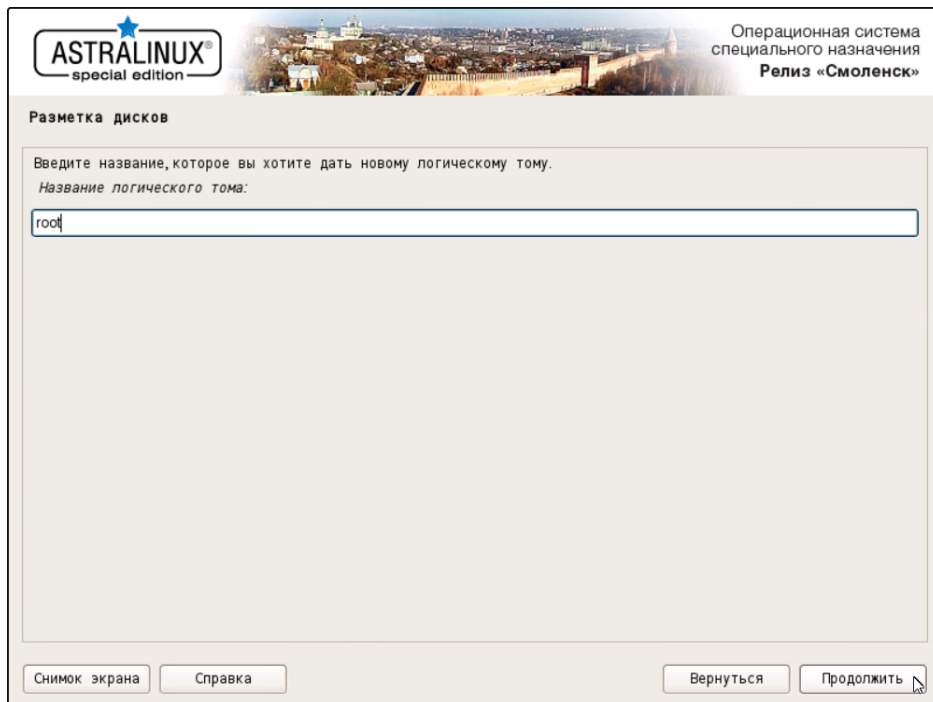 ASTRALINUX®
special edition
Операционная система
специального назначения
Релиз «Смоленск»
Разметка дисков
Введите название, которое вы хотите дать новому логическому тому.
Название логического тома:
root
Снимок экрана
Справка
Вернуться
Продолжить